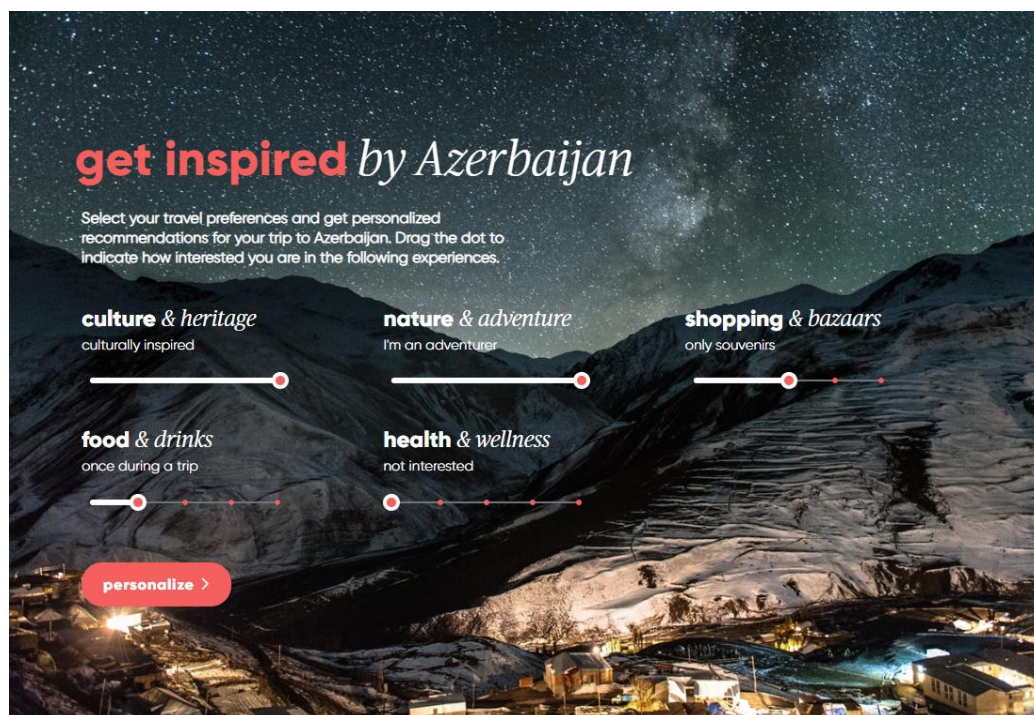 get inspired by Azerbaijan
Select your travel preferences and get personalized
recommendations for your trip to Azerbaijan. Drag the dot to
indicate how interested you are in the following experiences.
culture & heritage
culturally inspired
nature & adventure
I'm an adventurer
shopping & bazaars
only souvenirs
food & drinks
once during a trip
health & wellness
not interested
personalize >